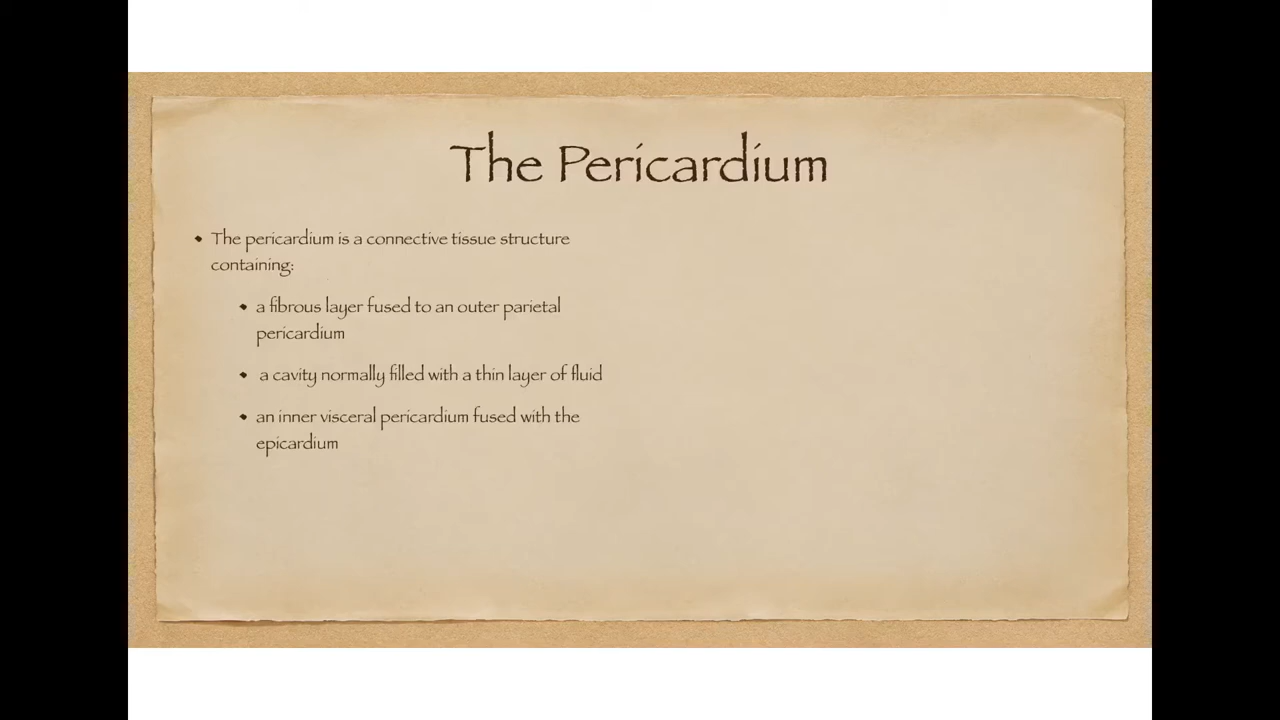 The Pericardium
• The pericardium is a connective tissue structure
containing:
• a fibrous layer fused to an outer parietal
pericardium
• a cavity normally filled with a thin layer of fluid
• an inner visceral pericardium fused with the
epicardium